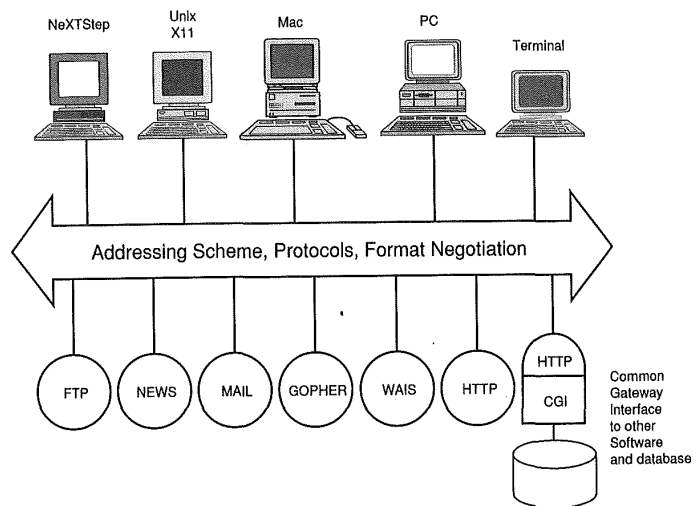 NeXTStep
Unix
X11
Mac
PC
Terminal
Addressing Scheme, Protocols, Format Negotiation
FTP
NEWS
MAIL
GOPHER
WAIS
HTTP
HTTP
CGI
Common
Gateway
Interface
to other
Software
and database